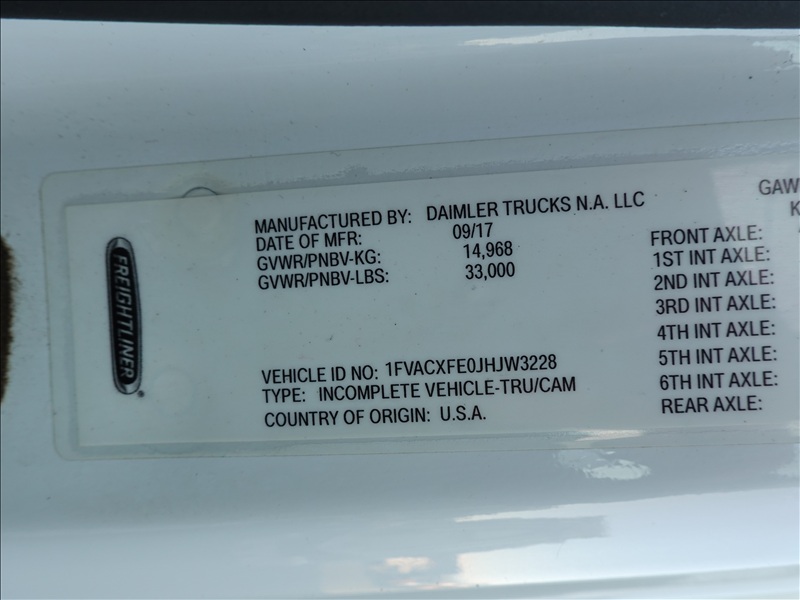 FREIGHTLINER
MANUFACTURED BY: DAIMLER TRUCKS N.A. LLC
DATE OF MFR: 09/17
GVWR/PNBV-KG: 14,968
GVWR/PNBV-LBS: 33,000
VEHICLE ID NO: 1FVACXFE0JHJW3228
TYPE: INCOMPLETE VEHICLE-TRU/CAM
COUNTRY OF ORIGIN: U.S.A.
GAW
K
FRONT AXLE:
1ST INT AXLE:
2ND INT AXLE:
3RD INT AXLE:
4TH INT AXLE:
5TH INT AXLE:
6TH INT AXLE:
REAR AXLE: